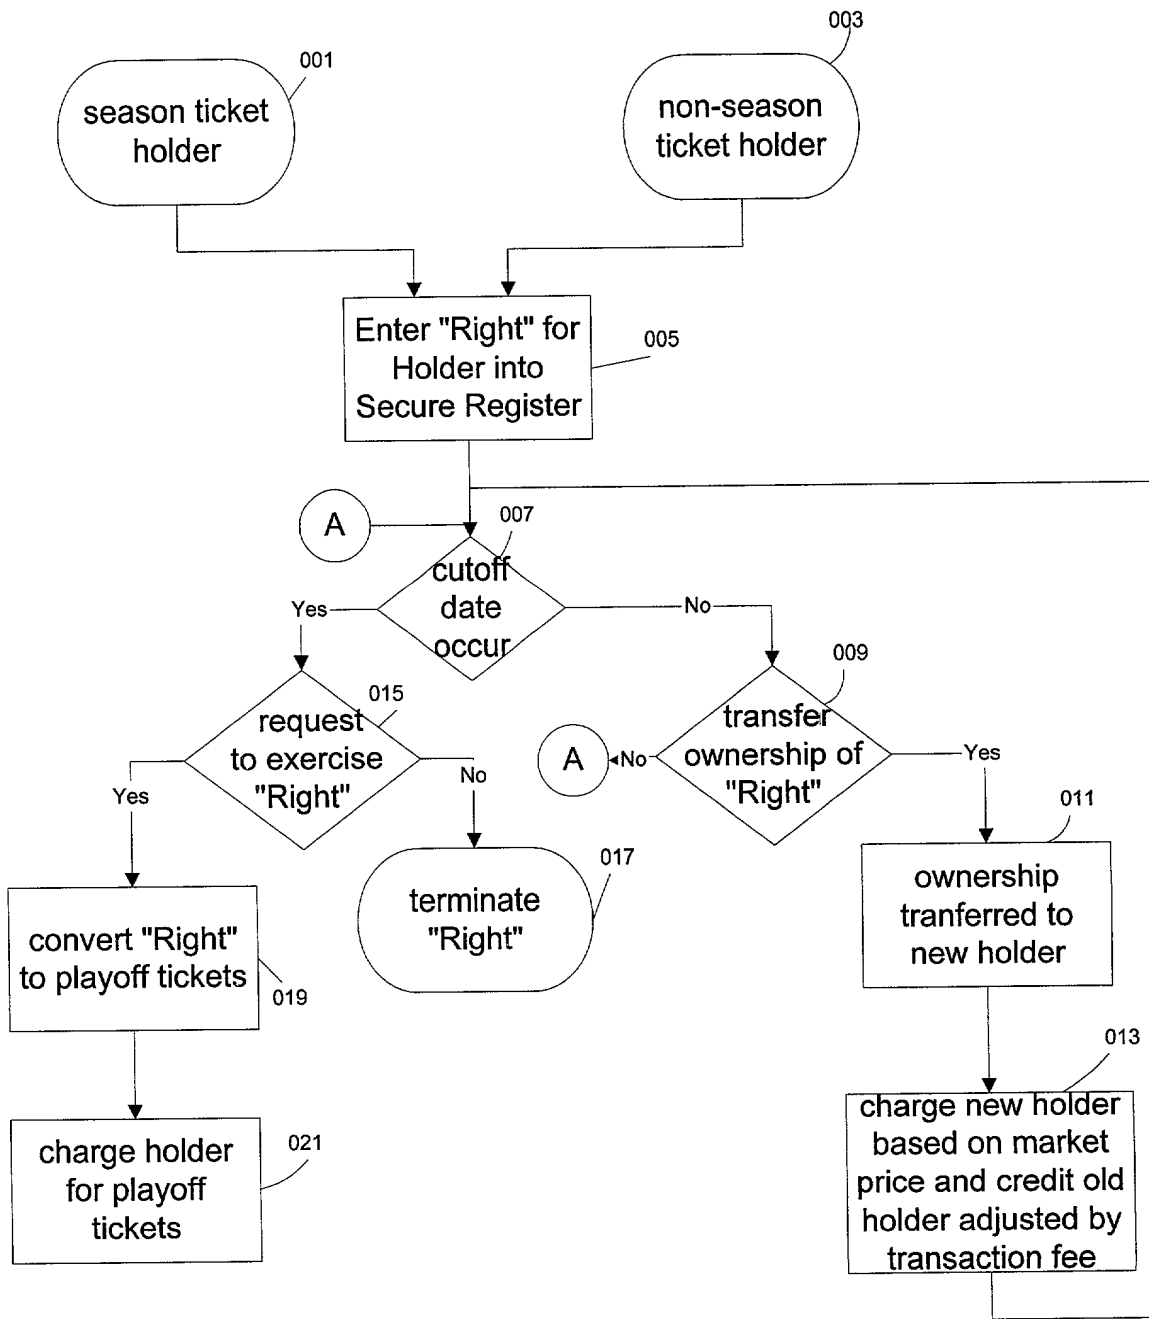 001
season ticket
holder
003
non-season
ticket holder
Enter "Right" for
Holder into
Secure Register
005
A
007
cutoff
date
occur
Yes
No
015
request
to exercise
"Right"
Yes
No
009
transfer
ownership of
"Right"
A
No
Yes
convert "Right"
to playoff tickets
019
terminate
"Right"
017
011
ownership
tranferred to
new holder
charge holder
for playoff
tickets
021
013
charge new holder
based on market
price and credit old
holder adjusted by
transaction fee